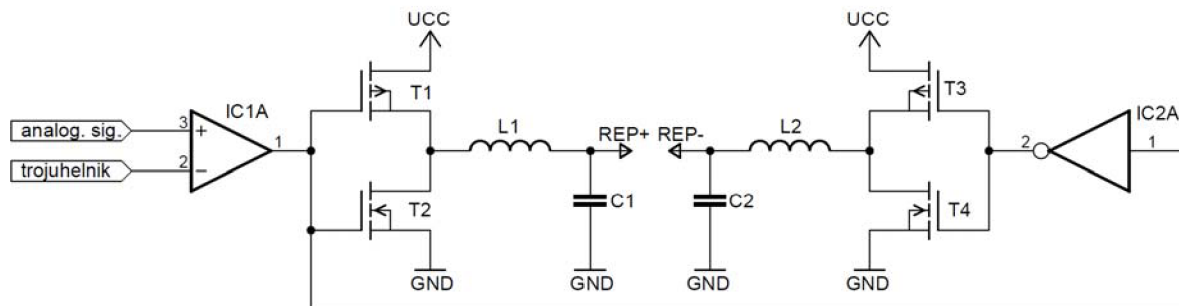 UCC UCC
IC1A T1 T3 IC2A
analog. sig. 3 + 1 L1 REP+ REP- L2 2 1
trojuhelnik 2 −
T2 C1 C2 T4
GND GND GND GND